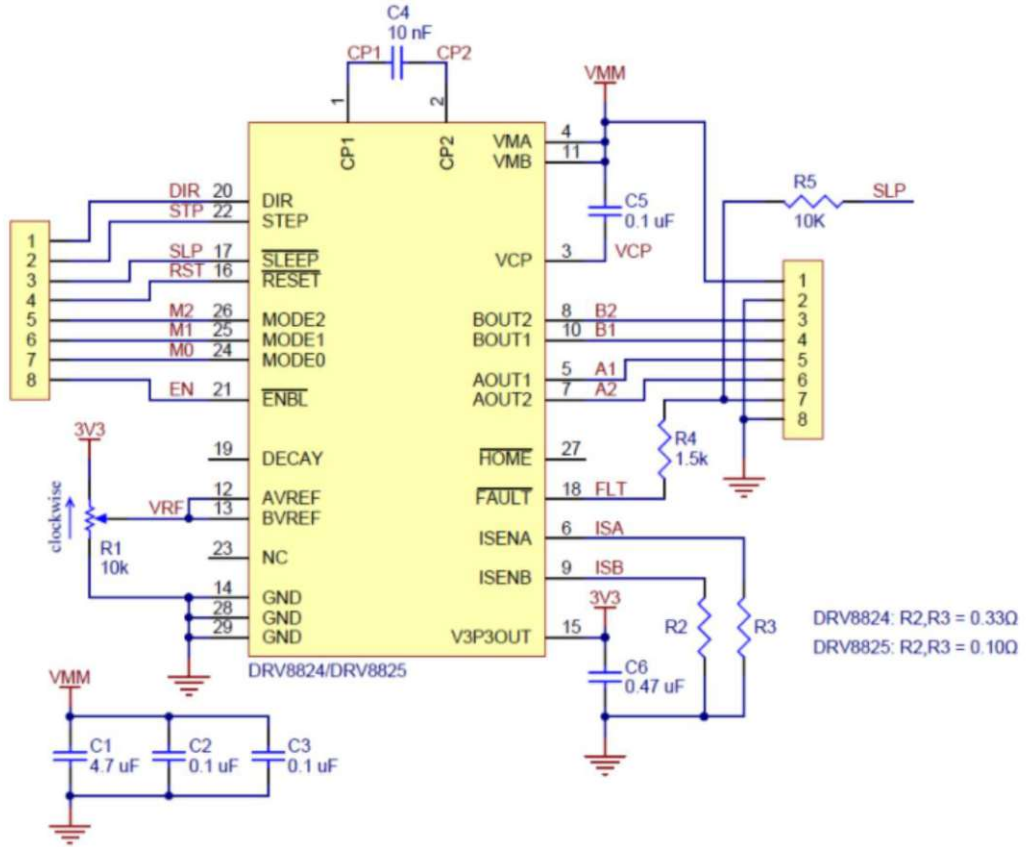 C4
10 nF
CP1 CP2
1 2
CP1 CP2
VMM
VMA 4
VMB 11
C5
0.1 uF
VCP 3 VCP
R5
10K
SLP
DIR 20 DIR
STP 22 STEP
SLP 17 SLEEP
RST 16 RESET
M2 26 MODE2
M1 25 MODE1
M0 24 MODE0
EN 21 ENBL
1
2
3
4
5
6
7
8
BOUT2 8 B2
BOUT1 10 B1
AOUT1 5 A1
AOUT2 7 A2
1
2
3
4
5
6
7
8
R4
1.5k
19 DECAY
HOME 27
3V3
clockwise
R1
10k
VRF
12 AVREF
13 BVREF
FAULT 18 FLT
23 NC
ISENA 6 ISA
ISENB 9 ISB
14 GND
28 GND
29 GND
3V3
V3P3OUT 15
R2 R3
DRV8824: R2,R3 = 0.33Ω
DRV8825: R2,R3 = 0.10Ω
DRV8824/DRV8825
C6
0.47 uF
VMM
C1
4.7 uF
C2
0.1 uF
C3
0.1 uF